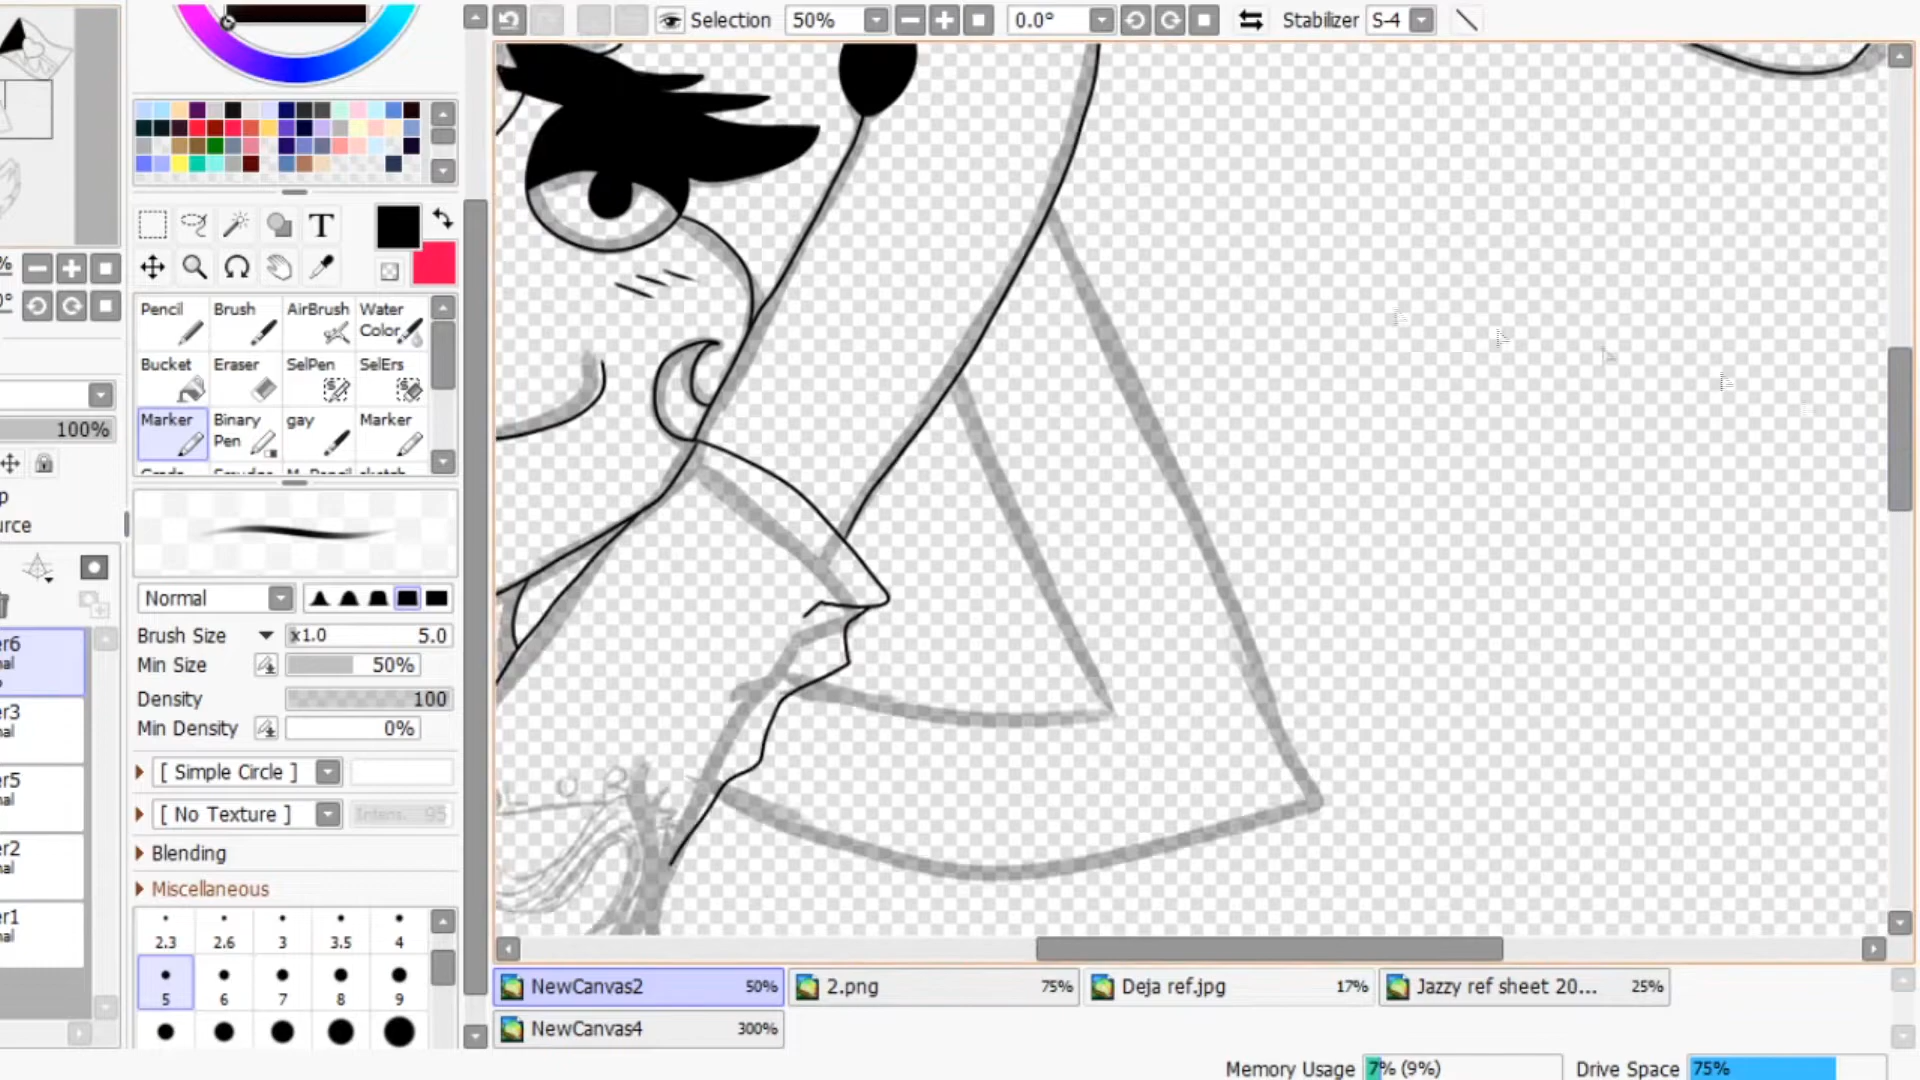 Selection 50% 0.0° Stabilizer S-4
T
Pencil Brush AirBrush Water Color
Bucket Eraser SelPen SelErs
Marker Binary Pen gay Marker
100%
Normal
Brush Size x1.0 5.0
Min Size 50%
Density 100
Min Density 0%
[ Simple Circle ]
[ No Texture ] Intens. 95
Blending
Miscellaneous
2.3 2.6 3 3.5 4
5 6 7 8 9
L O R
NewCanvas2 50% 2.png 75% Deja ref.jpg 17% Jazzy ref sheet 20... 25%
NewCanvas4 300%
Memory Usage 7% (9%) Drive Space 75%